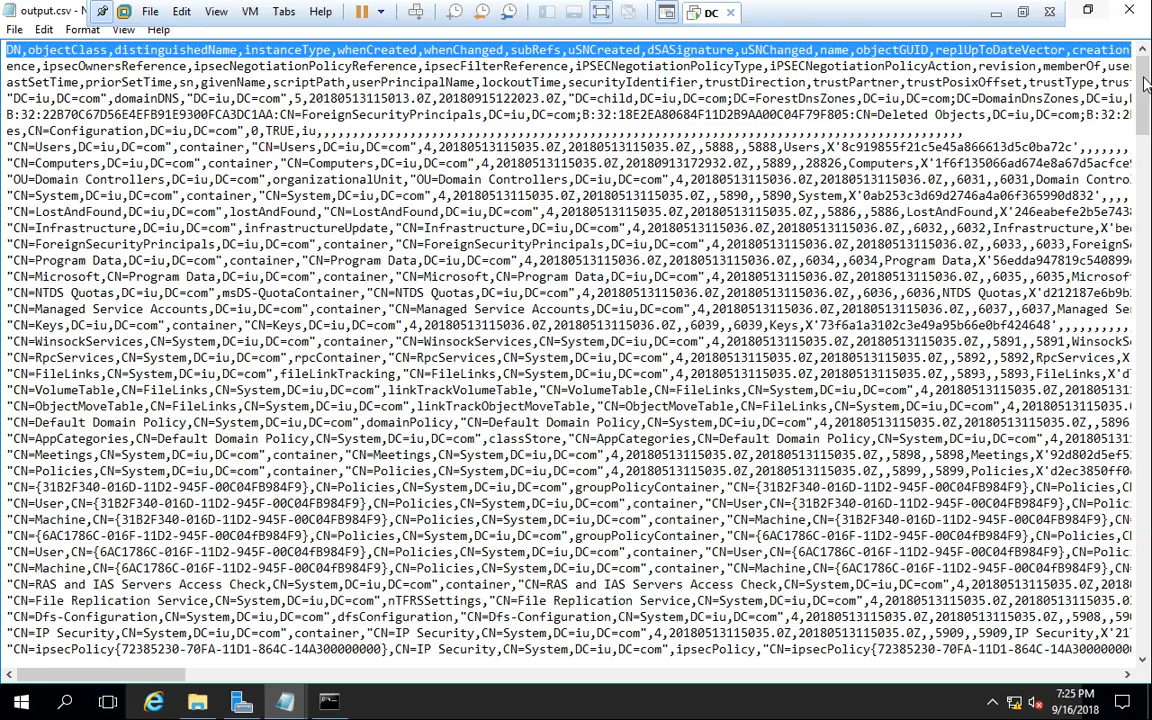 output.csv - N
File Edit View VM Tabs Help
DC
File Edit Format View Help
DN,objectClass,distinguishedName,instanceType,whenCreated,whenChanged,subRefs,uSNCreated,dSASignature,uSNChanged,name,objectGUID,replUpToDateVector,creation
ence,ipsecOwnersReference,ipsecNegotiationPolicyReference,ipsecFilterReference,iPSECNegotiationPolicyType,iPSECNegotiationPolicyAction,revision,memberOf,use
astSetTime,priorSetTime,sn,givenName,scriptPath,userPrincipalName,lockoutTime,securityIdentifier,trustDirection,trustPartner,trustPosixOffset,trustType,trust
"DC=iu,DC=com",domainDNS,"DC=iu,DC=com",5,20180513115013.0Z,20180915122023.0Z,"DC=child,DC=iu,DC=com;DC=ForestDnsZones,DC=iu,DC=com;DC=DomainDnsZones,DC=iu,
B:32:22B70C67D56E4EFB91E9300FCA3DC1AA:CN=ForeignSecurityPrincipals,DC=iu,DC=com;B:32:18E2EA80684F11D2B9AA00C04F79F805:CN=Deleted Objects,DC=iu,DC=com;B:32:2
es,CN=Configuration,DC=iu,DC=com",0,TRUE,iu,,,,,,,,,,,,,,,,,,,,,,,,,,,,,,,,,,,,,,,,,,,,,,,,,,,,,,,,,,,,,,,,,,,,,,,,,,,,,,,,,,,,,,,,
"CN=Users,DC=iu,DC=com",container,"CN=Users,DC=iu,DC=com",4,20180513115035.0Z,20180513115035.0Z,,5888,,5888,Users,X'8c919855f21c5e45a866613d5c0ba72c',,,,,,,
"CN=Computers,DC=iu,DC=com",container,"CN=Computers,DC=iu,DC=com",4,20180513115035.0Z,20180913172932.0Z,,5889,,28826,Computers,X'1f6f135066ad674e8a67d5acfce
"OU=Domain Controllers,DC=iu,DC=com",organizationalUnit,"OU=Domain Controllers,DC=iu,DC=com",4,20180513115036.0Z,20180513115036.0Z,,6031,,6031,Domain Contro
"CN=System,DC=iu,DC=com",container,"CN=System,DC=iu,DC=com",4,20180513115035.0Z,20180513115035.0Z,,5890,,5890,System,X'0ab253c3d69d2746a4a06f365990d832',,,,
"CN=LostAndFound,DC=iu,DC=com",lostAndFound,"CN=LostAndFound,DC=iu,DC=com",4,20180513115035.0Z,20180513115035.0Z,,5886,,5886,LostAndFound,X'246eabefe2b5e743
"CN=Infrastructure,DC=iu,DC=com",infrastructureUpdate,"CN=Infrastructure,DC=iu,DC=com",4,20180513115036.0Z,20180513115036.0Z,,6032,,6032,Infrastructure,X'be
"CN=ForeignSecurityPrincipals,DC=iu,DC=com",container,"CN=ForeignSecurityPrincipals,DC=iu,DC=com",4,20180513115036.0Z,20180513115036.0Z,,6033,,6033,ForeignS
"CN=Program Data,DC=iu,DC=com",container,"CN=Program Data,DC=iu,DC=com",4,20180513115036.0Z,20180513115036.0Z,,6034,,6034,Program Data,X'56edda947819c540899
"CN=Microsoft,CN=Program Data,DC=iu,DC=com",container,"CN=Microsoft,CN=Program Data,DC=iu,DC=com",4,20180513115036.0Z,20180513115036.0Z,,6035,,6035,Microsof
"CN=NTDS Quotas,DC=iu,DC=com",msDS-QuotaContainer,"CN=NTDS Quotas,DC=iu,DC=com",4,20180513115036.0Z,20180513115036.0Z,,6036,,6036,NTDS Quotas,X'd212187e6b9b
"CN=Managed Service Accounts,DC=iu,DC=com",container,"CN=Managed Service Accounts,DC=iu,DC=com",4,20180513115036.0Z,20180513115036.0Z,,6037,,6037,Managed Se
"CN=Keys,DC=iu,DC=com",container,"CN=Keys,DC=iu,DC=com",4,20180513115036.0Z,20180513115036.0Z,,6039,,6039,Keys,X'73f6a1a3102c3e49a95b66e0bf424648',,,,,,,,,,
"CN=WinsockServices,CN=System,DC=iu,DC=com",container,"CN=WinsockServices,CN=System,DC=iu,DC=com",4,20180513115035.0Z,20180513115035.0Z,,5891,,5891,WinsockS
"CN=RpcServices,CN=System,DC=iu,DC=com",rpcContainer,"CN=RpcServices,CN=System,DC=iu,DC=com",4,20180513115035.0Z,20180513115035.0Z,,5892,,5892,RpcServices,X
"CN=FileLinks,CN=System,DC=iu,DC=com",fileLinkTracking,"CN=FileLinks,CN=System,DC=iu,DC=com",4,20180513115035.0Z,20180513115035.0Z,,5893,,5893,FileLinks,X'd
"CN=VolumeTable,CN=FileLinks,CN=System,DC=iu,DC=com",linkTrackVolumeTable,"CN=VolumeTable,CN=FileLinks,CN=System,DC=iu,DC=com",4,20180513115035.0Z,201805131
"CN=ObjectMoveTable,CN=FileLinks,CN=System,DC=iu,DC=com",linkTrackObjectMoveTable,"CN=ObjectMoveTable,CN=FileLinks,CN=System,DC=iu,DC=com",4,20180513115035.
"CN=Default Domain Policy,CN=System,DC=iu,DC=com",domainPolicy,"CN=Default Domain Policy,CN=System,DC=iu,DC=com",4,20180513115035.0Z,20180513115035.0Z,,5896
"CN=AppCategories,CN=Default Domain Policy,CN=System,DC=iu,DC=com",classStore,"CN=AppCategories,CN=Default Domain Policy,CN=System,DC=iu,DC=com",4,201805131
"CN=Meetings,CN=System,DC=iu,DC=com",container,"CN=Meetings,CN=System,DC=iu,DC=com",4,20180513115035.0Z,20180513115035.0Z,,5898,,5898,Meetings,X'92d802d5ef5
"CN=Policies,CN=System,DC=iu,DC=com",container,"CN=Policies,CN=System,DC=iu,DC=com",4,20180513115035.0Z,20180513115035.0Z,,5899,,5899,Policies,X'd2ec3850ff0
"CN={31B2F340-016D-11D2-945F-00C04FB984F9},CN=Policies,CN=System,DC=iu,DC=com",groupPolicyContainer,"CN={31B2F340-016D-11D2-945F-00C04FB984F9},CN=Policies,C
"CN=User,CN={31B2F340-016D-11D2-945F-00C04FB984F9},CN=Policies,CN=System,DC=iu,DC=com",container,"CN=User,CN={31B2F340-016D-11D2-945F-00C04FB984F9},CN=Polic
"CN=Machine,CN={31B2F340-016D-11D2-945F-00C04FB984F9},CN=Policies,CN=System,DC=iu,DC=com",container,"CN=Machine,CN={31B2F340-016D-11D2-945F-00C04FB984F9},CN=
"CN={6AC1786C-016F-11D2-945F-00C04fB984F9},CN=Policies,CN=System,DC=iu,DC=com",groupPolicyContainer,"CN={6AC1786C-016F-11D2-945F-00C04fB984F9},CN=Policies,C
"CN=User,CN={6AC1786C-016F-11D2-945F-00C04fB984F9},CN=Policies,CN=System,DC=iu,DC=com",container,"CN=User,CN={6AC1786C-016F-11D2-945F-00C04fB984F9},CN=Polic
"CN=Machine,CN={6AC1786C-016F-11D2-945F-00C04fB984F9},CN=Policies,CN=System,DC=iu,DC=com",container,"CN=Machine,CN={6AC1786C-016F-11D2-945F-00C04fB984F9},CN=
"CN=RAS and IAS Servers Access Check,CN=System,DC=iu,DC=com",container,"CN=RAS and IAS Servers Access Check,CN=System,DC=iu,DC=com",4,20180513115035.0Z,2018
"CN=File Replication Service,CN=System,DC=iu,DC=com",nTFRSSettings,"CN=File Replication Service,CN=System,DC=iu,DC=com",4,20180513115035.0Z,20180513115035.0
"CN=Dfs-Configuration,CN=System,DC=iu,DC=com",dfsConfiguration,"CN=Dfs-Configuration,CN=System,DC=iu,DC=com",4,20180513115035.0Z,20180513115035.0Z,,5908,,59
"CN=IP Security,CN=System,DC=iu,DC=com",container,"CN=IP Security,CN=System,DC=iu,DC=com",4,20180513115035.0Z,20180513115035.0Z,,5909,,5909,IP Security,X'21
"CN=ipsecPolicy{72385230-70FA-11D1-864C-14A300000000},CN=IP Security,CN=System,DC=iu,DC=com",ipsecPolicy,"CN=ipsecPolicy{72385230-70FA-11D1-864C-14A30000000
7:25 PM
9/16/2018